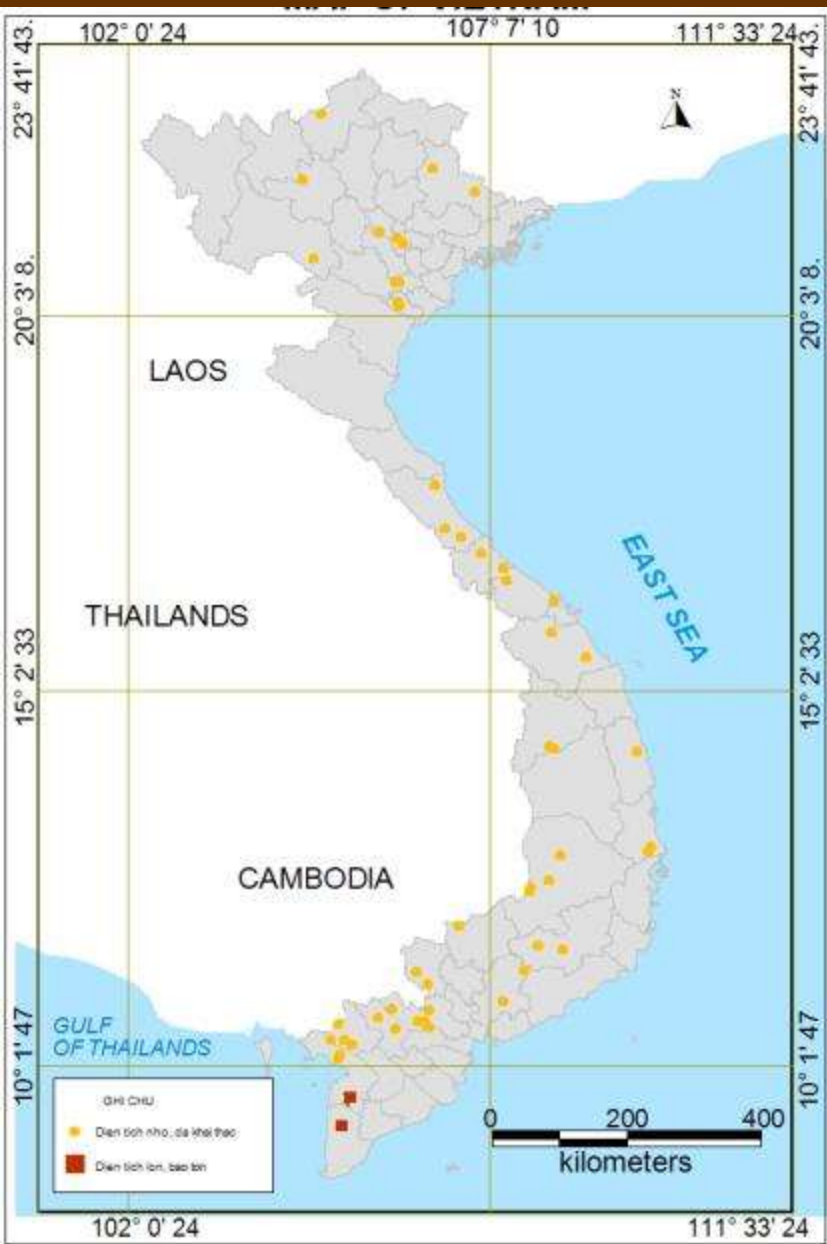 102° 0' 24
107° 7' 10
111° 33' 24
23° 41' 43.
23° 41' 43.
20° 3' 8.
20° 3' 8.
N
LAOS
EAST SEA
THAILANDS
15° 2' 33
15° 2' 33
CAMBODIA
GULF
OF THAILANDS
10° 1' 47
10° 1' 47
GHI CHU
Dien tich nho, da khai thac
Dien tich lon, bao ton
0 200 400
kilometers
102° 0' 24
111° 33' 24